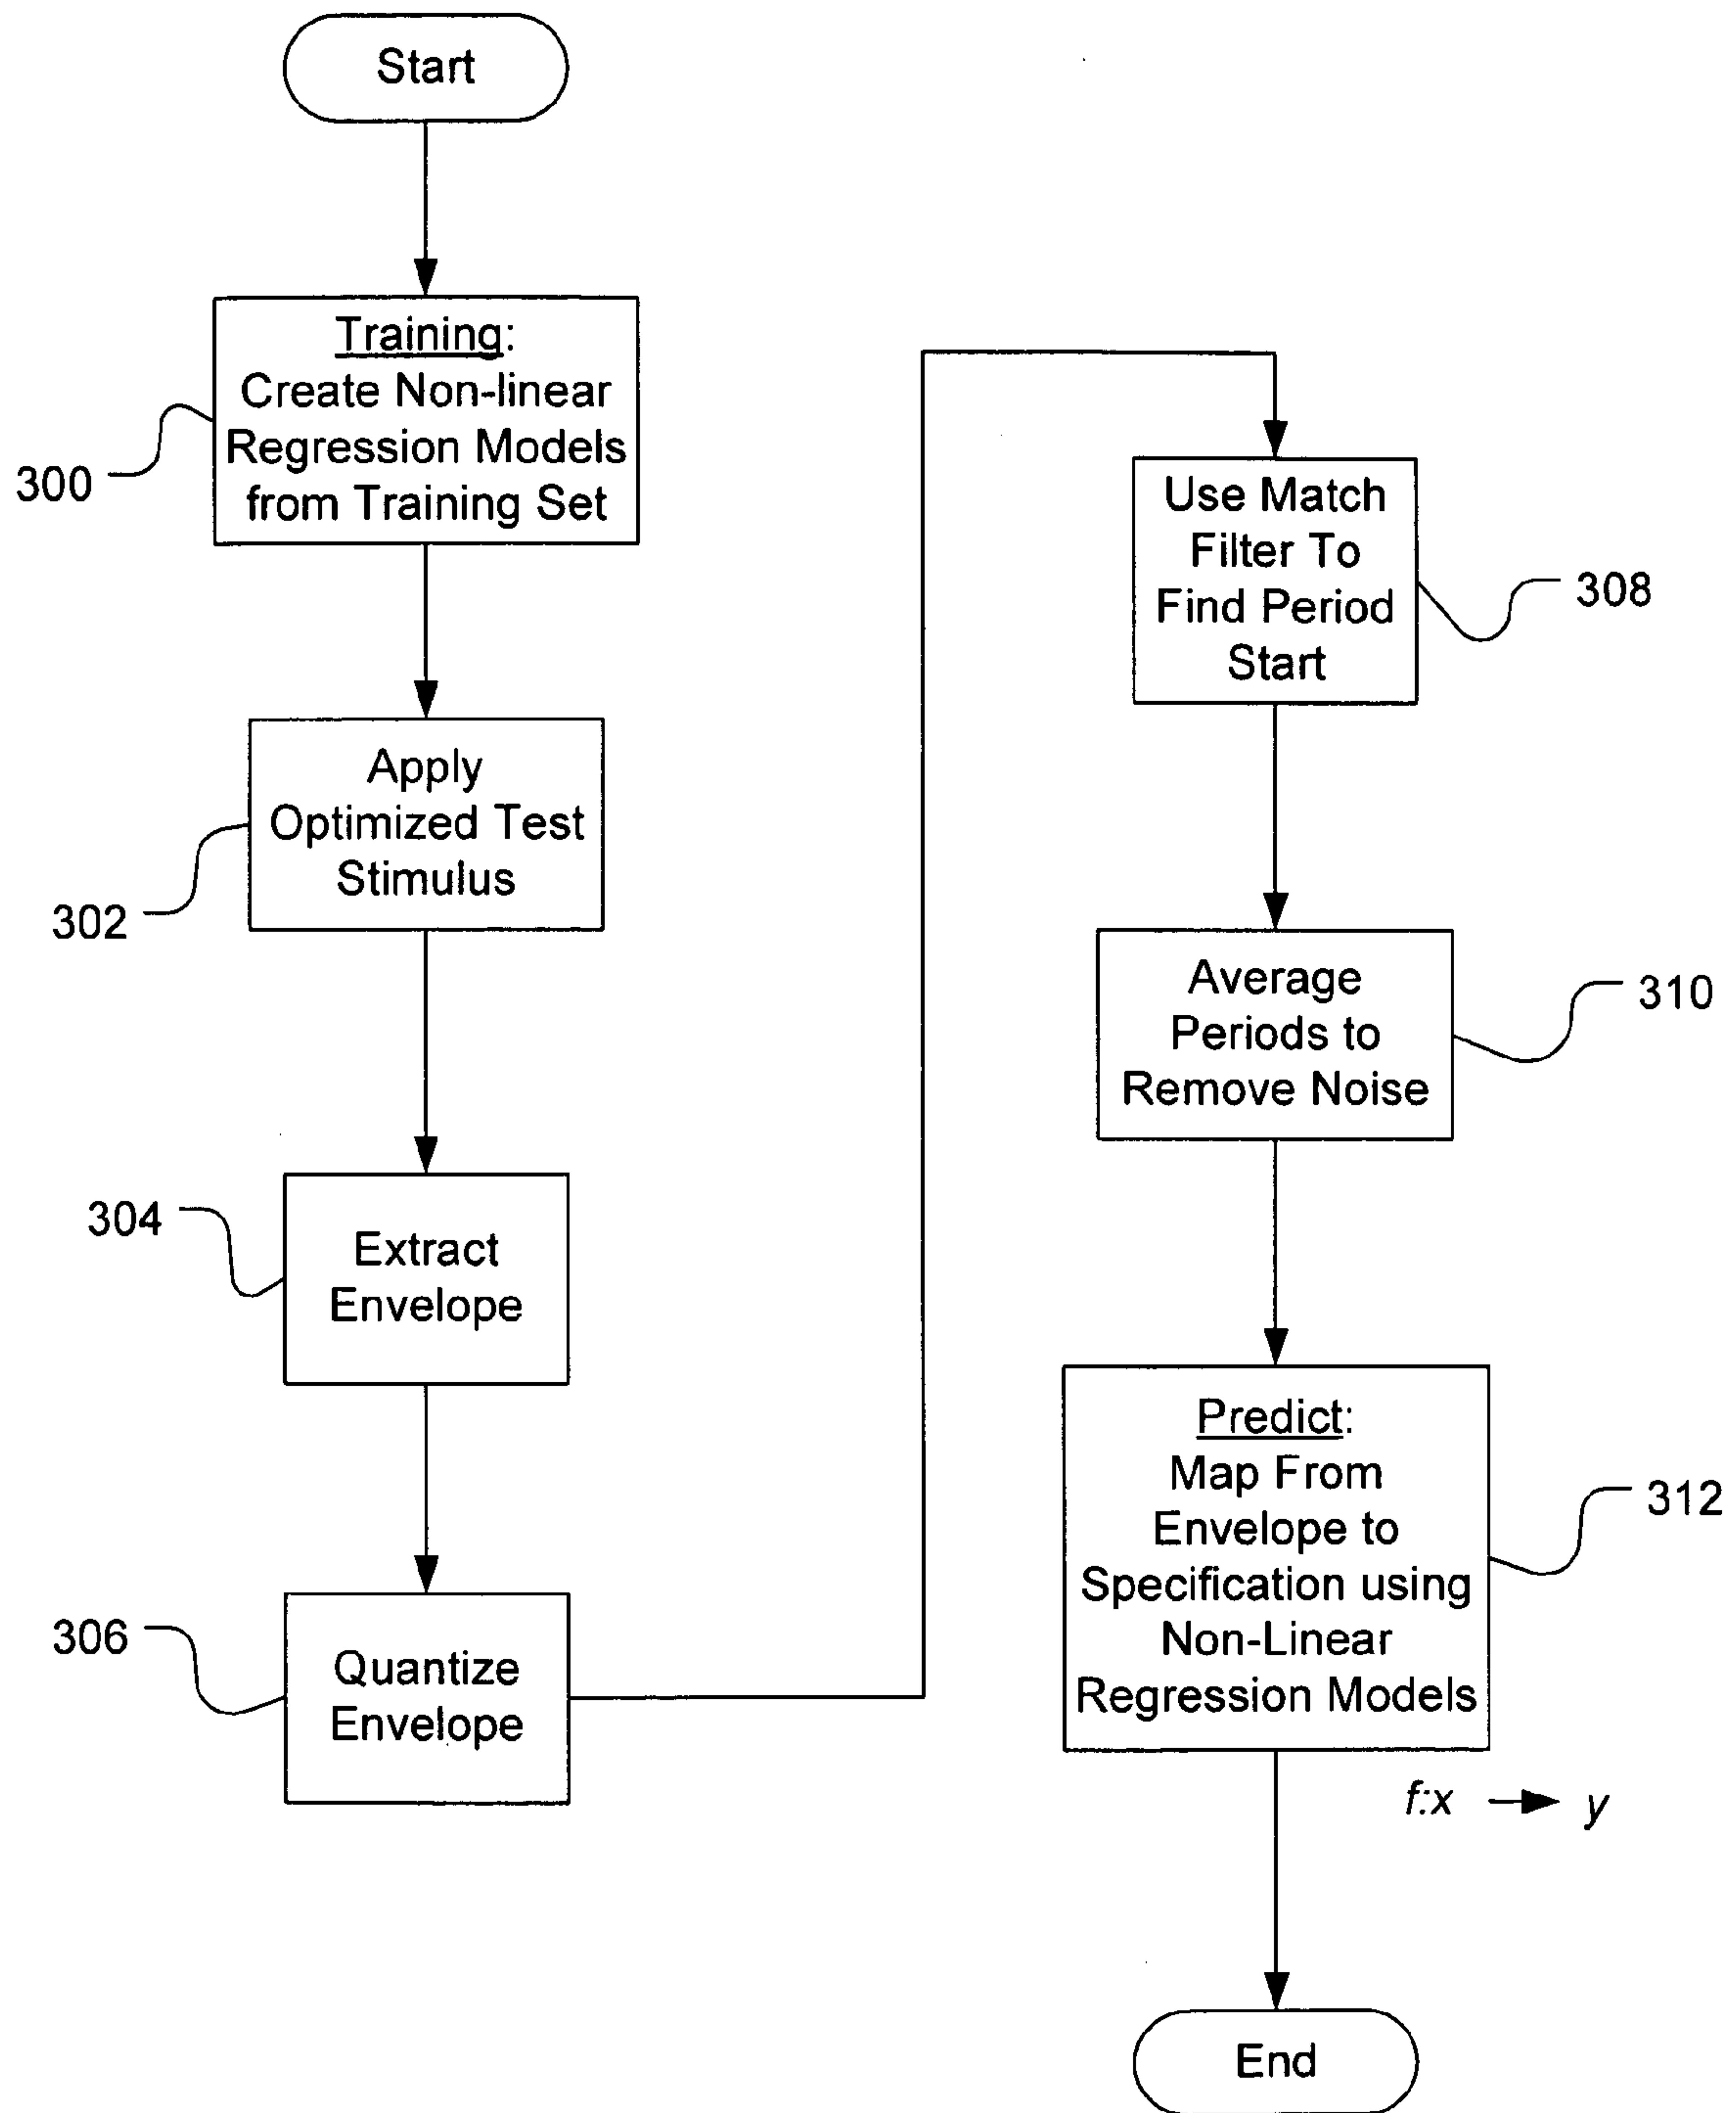 Start
Training:
Create Non-linear
Regression Models
from Training Set
300
Apply
Optimized Test
Stimulus
302
Extract
Envelope
304
Quantize
Envelope
306
Use Match
Filter To
Find Period
Start
308
Average
Periods to
Remove Noise
310
Predict:
Map From
Envelope to
Specification using
Non-Linear
Regression Models
312
f:x → y
End